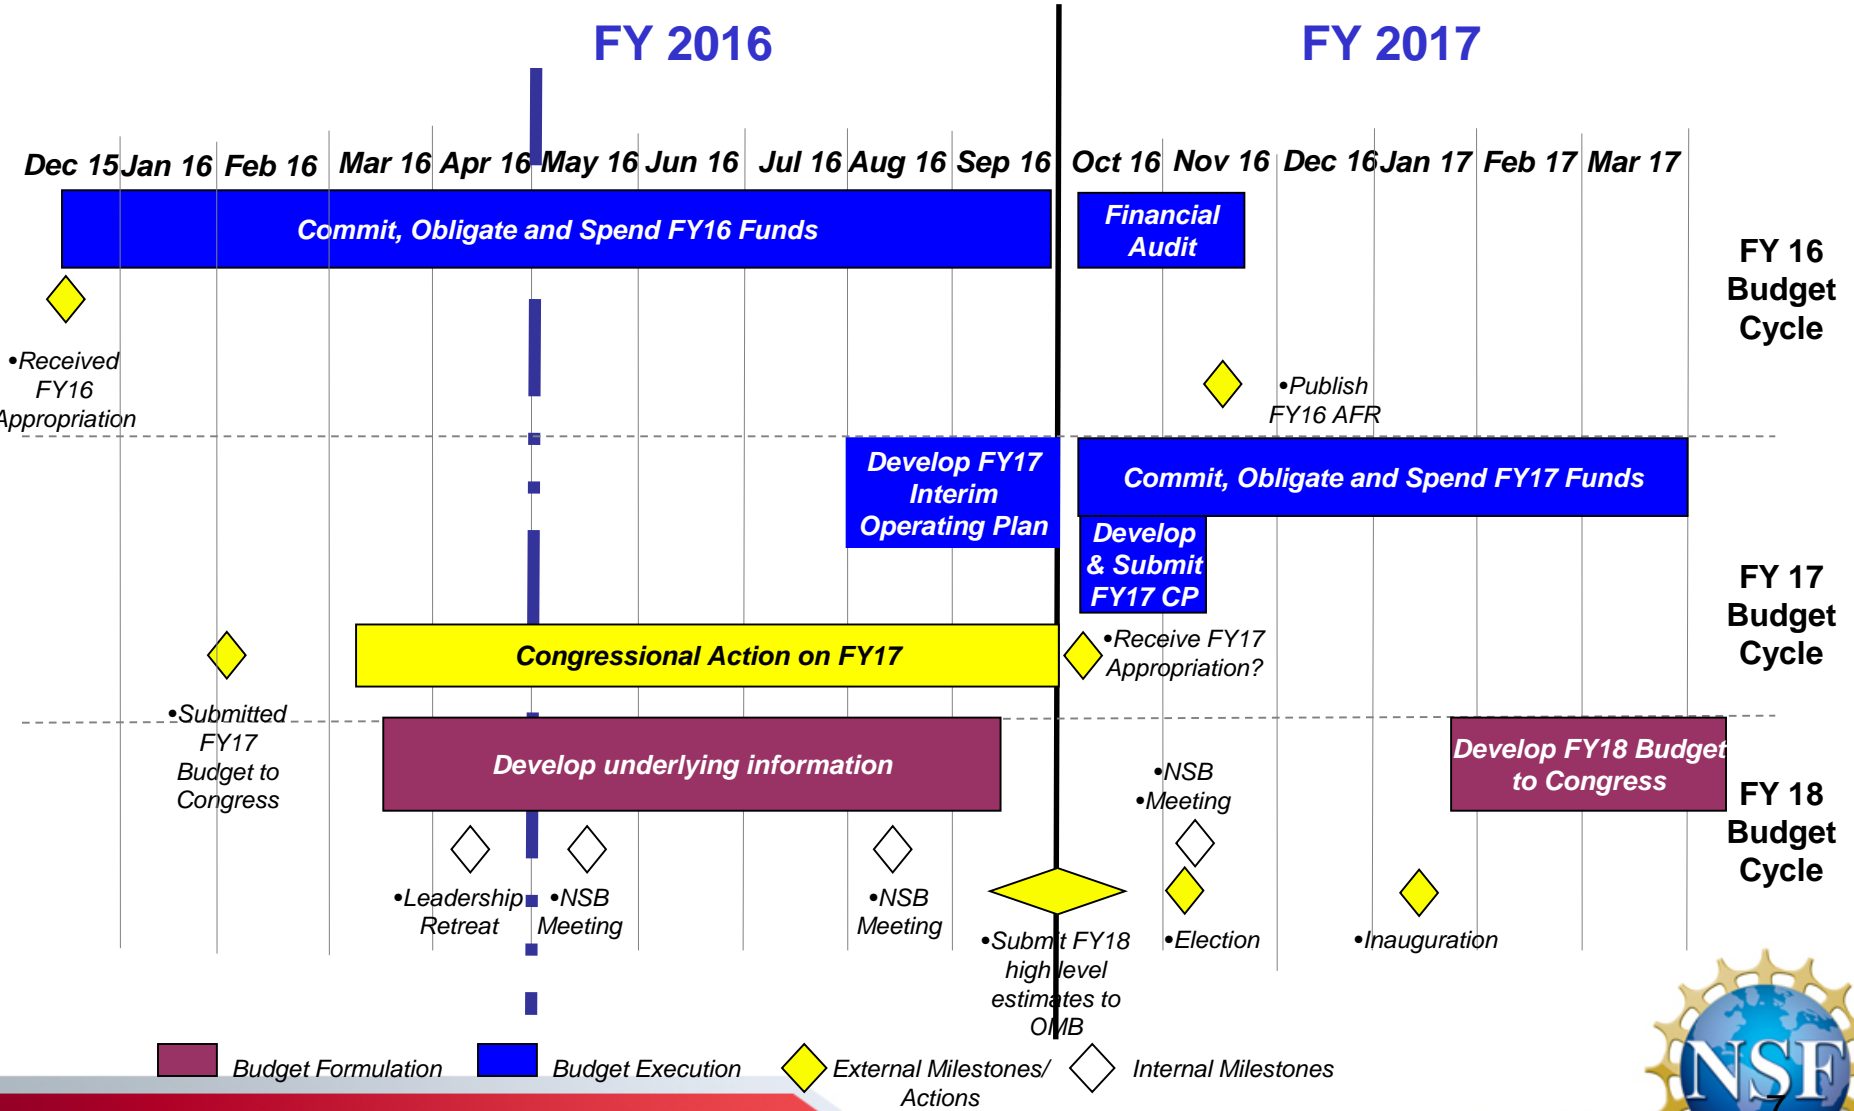 FY 2016
FY 2017
Dec 15 Jan 16 Feb 16 Mar 16 Apr 16 May 16 Jun 16 Jul 16 Aug 16 Sep 16 Oct 16 Nov 16 Dec 16 Jan 17 Feb 17 Mar 17
Commit, Obligate and Spend FY16 Funds
Financial
Audit
FY 16
Budget
Cycle
•Received
FY16
Appropriation
•Publish
FY16 AFR
Develop FY17
Interim
Operating Plan
Commit, Obligate and Spend FY17 Funds
Develop
& Submit
FY17 CP
FY 17
Budget
Cycle
Congressional Action on FY17
•Receive FY17
Appropriation?
•Submitted
FY17
Budget to
Congress
Develop underlying information
•NSB
•Meeting
Develop FY18 Budget
to Congress
FY 18
Budget
Cycle
•Leadership
Retreat
•NSB
Meeting
•NSB
Meeting
•Submit FY18
high level
estimates to
OMB
•Election
•Inauguration
Budget Formulation
Budget Execution
External Milestones/
Actions
Internal Milestones
NSF
7